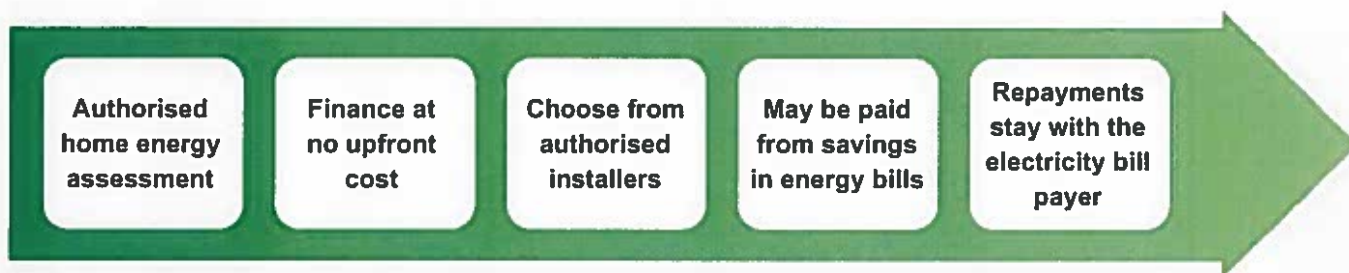 Authorised
home energy
assessment
Finance at
no upfront
cost
Choose from
authorised
installers
May be paid
from savings
in energy bills
Repayments
stay with the
electricity bill
payer